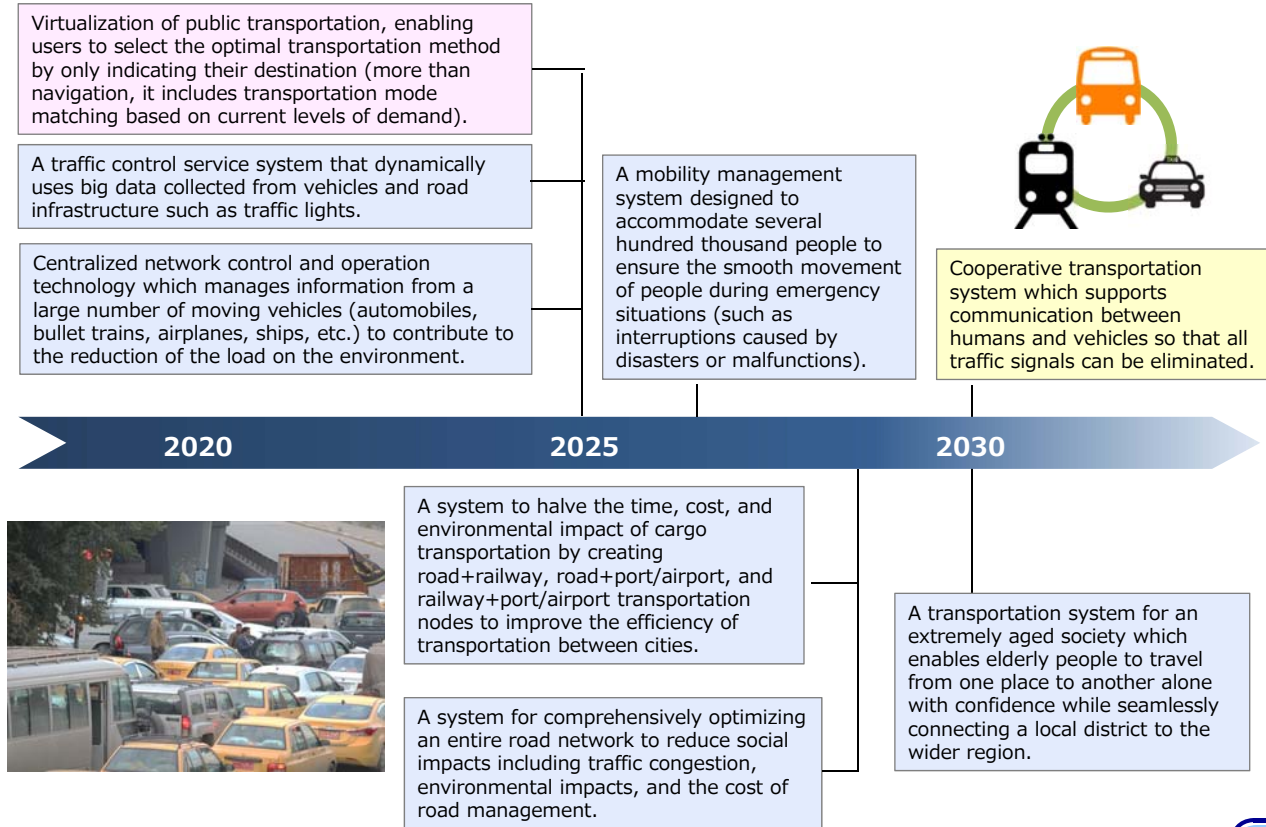 Virtualization of public transportation, enabling
users to select the optimal transportation method
by only indicating their destination (more than
navigation, it includes transportation mode
matching based on current levels of demand).
A traffic control service system that dynamically
uses big data collected from vehicles and road
infrastructure such as traffic lights.
Centralized network control and operation
technology which manages information from a
large number of moving vehicles (automobiles,
bullet trains, airplanes, ships, etc.) to contribute to
the reduction of the load on the environment.
A mobility management
system designed to
accommodate several
hundred thousand people to
ensure the smooth movement
of people during emergency
situations (such as
interruptions caused by
disasters or malfunctions).
Cooperative transportation
system which supports
communication between
humans and vehicles so that all
traffic signals can be eliminated.
2020
2025
2030
A system to halve the time, cost, and
environmental impact of cargo
transportation by creating
road+railway, road+port/airport, and
railway+port/airport transportation
nodes to improve the efficiency of
transportation between cities.
A system for comprehensively optimizing
an entire road network to reduce social
impacts including traffic congestion,
environmental impacts, and the cost of
road management.
A transportation system for an
extremely aged society which
enables elderly people to travel
from one place to another alone
with confidence while seamlessly
connecting a local district to the
wider region.